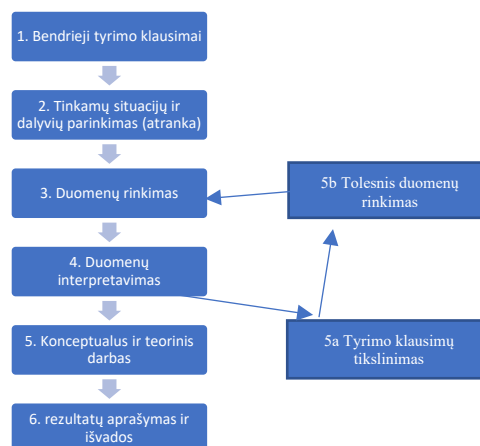 1. Bendrieji tyrimo klausimai
2. Tinkamų situacijų ir
dalyvių parinkimas (atranka)
3. Duomenų rinkimas
5b Tolesnis duomenų
rinkimas
4. Duomenų
interpretavimas
5. Konceptualus ir teorinis
darbas
5a Tyrimo klausimų
tikslinimas
6. rezultatų aprašymas ir
išvados